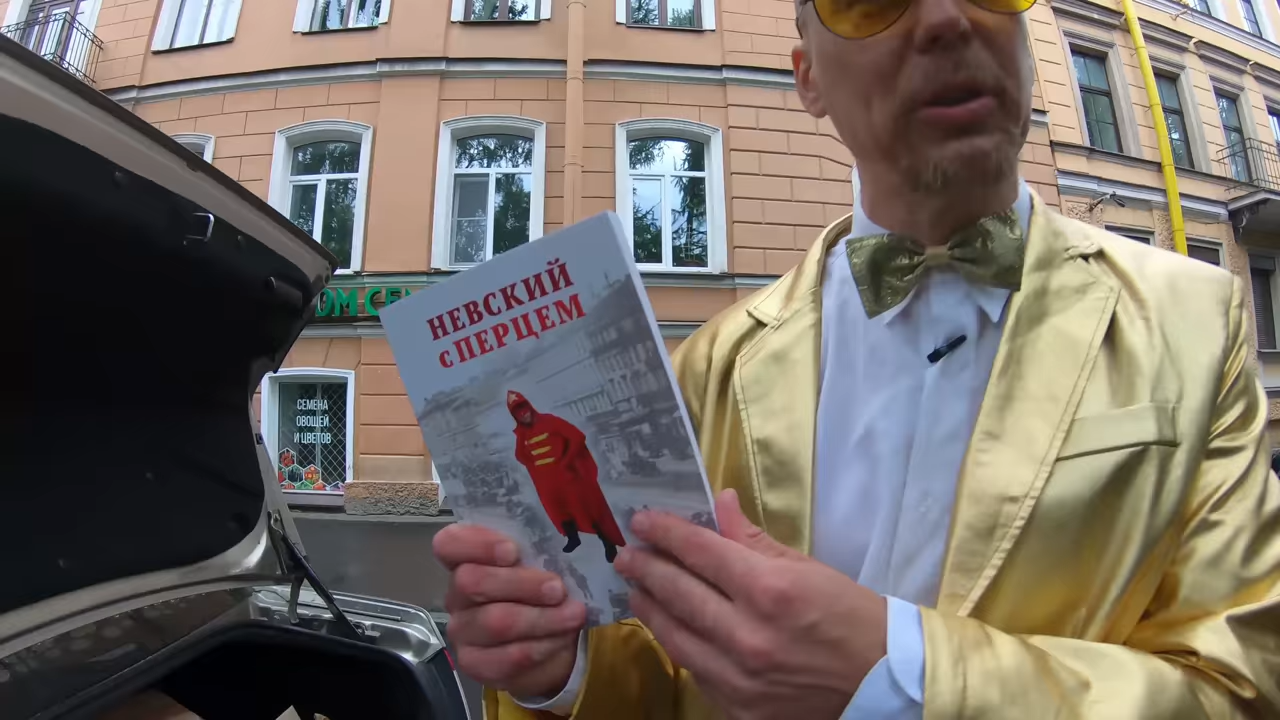 НЕВСКИЙ
с ПЕРЦЕМ
СЕМЕНА
ОВОЩЕЙ
И ЦВЕТОВ